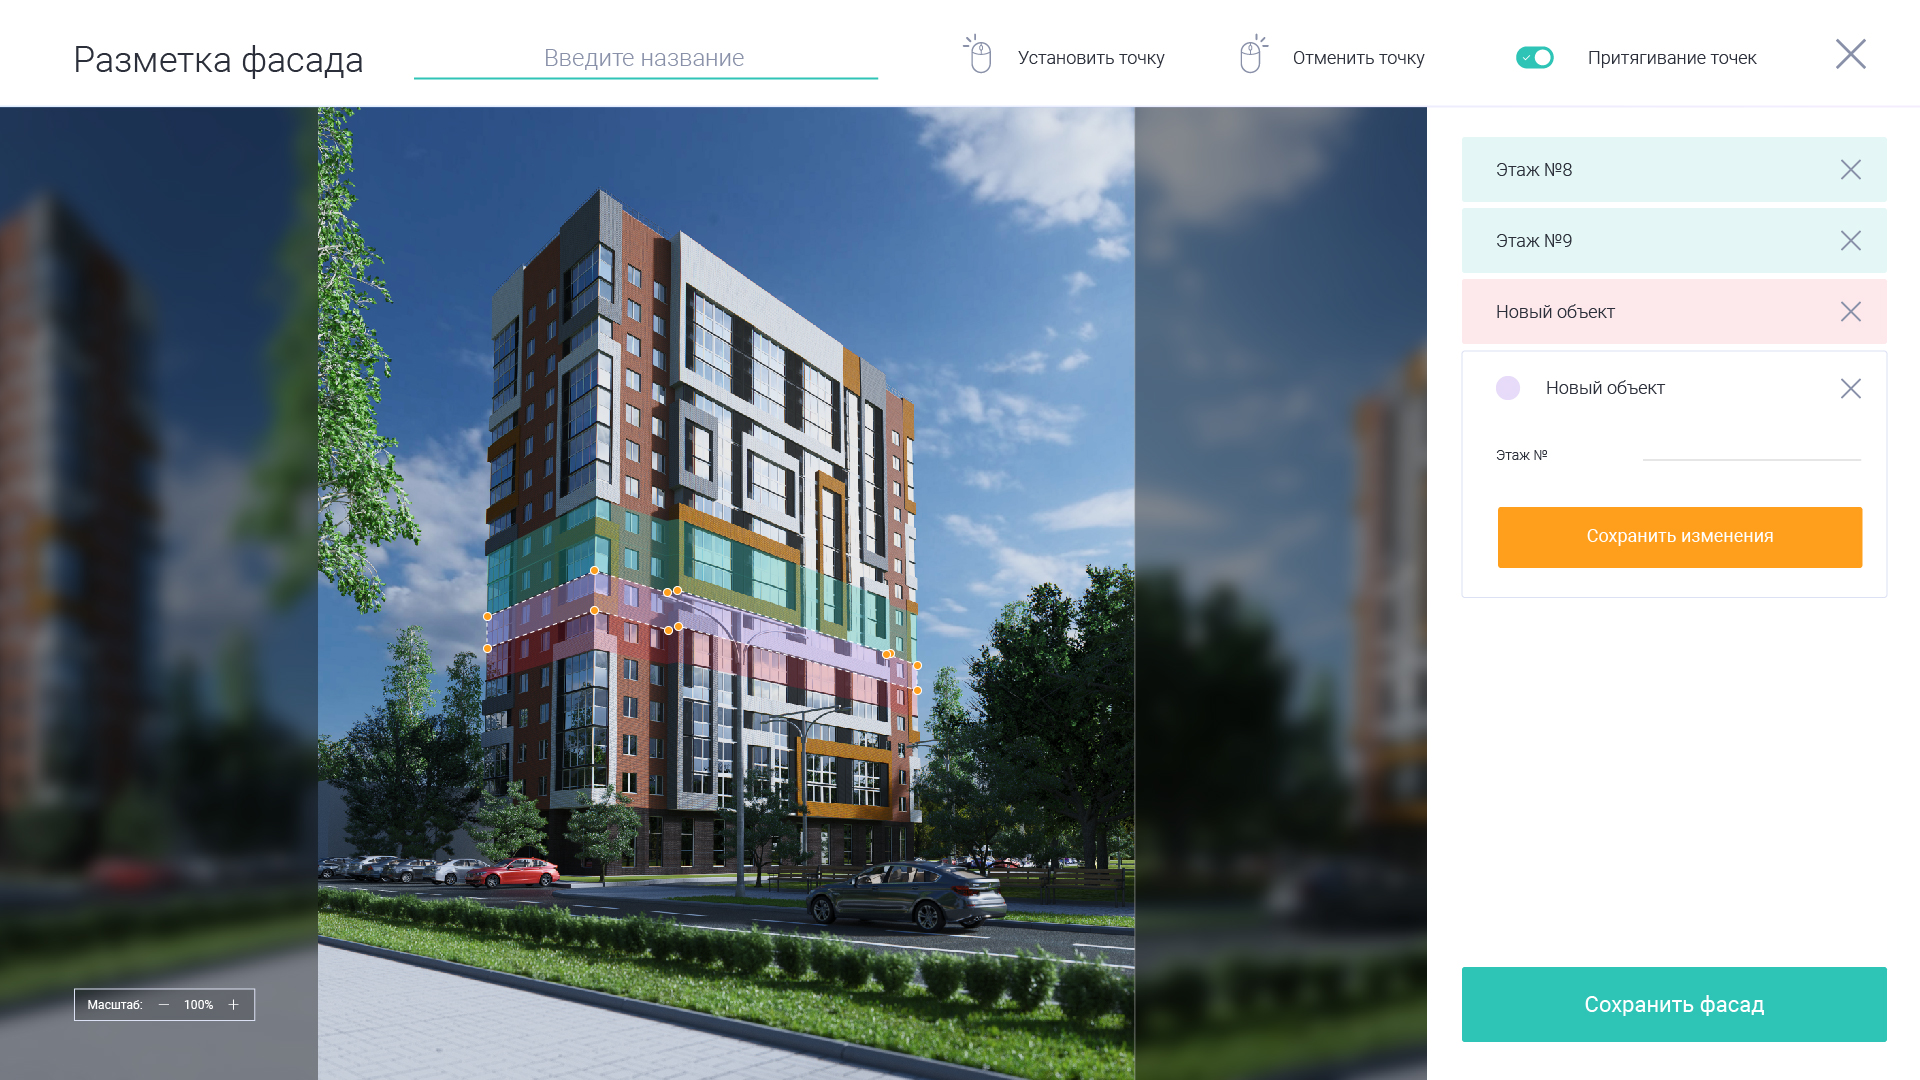 Разметка фасада
Введите название
Установить точку
Отменить точку
Притягивание точек
Этаж №8
Этаж №9
Новый объект
Новый объект
Этаж №
Сохранить изменения
Масштаб: — 100% +
Сохранить фасад